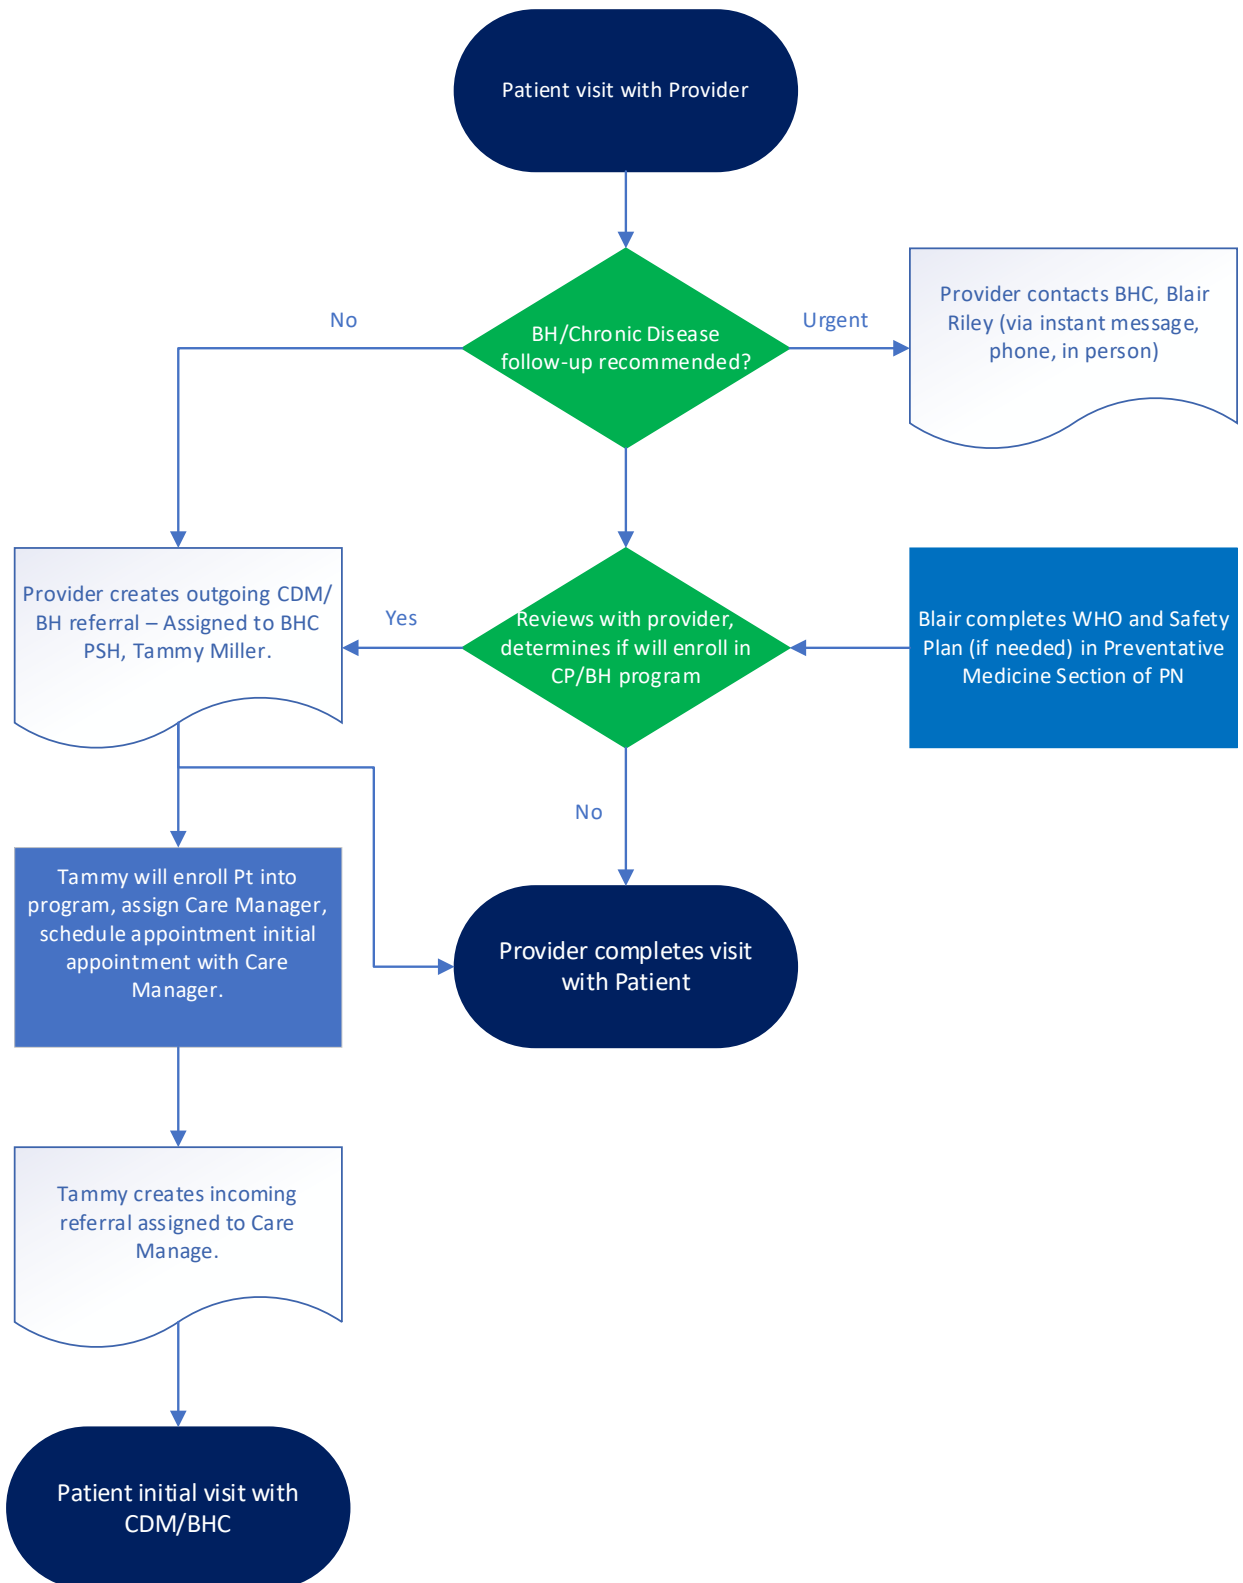 Patient visit with Provider
No
BH/Chronic Disease
follow-up recommended?
Urgent
Provider contacts BHC, Blair
Riley (via instant message,
phone, in person)
Provider creates outgoing CDM/
BH referral – Assigned to BHC
PSH, Tammy Miller.
Yes
Reviews with provider,
determines if will enroll in
CP/BH program
Blair completes WHO and Safety
Plan (if needed) in Preventative
Medicine Section of PN
No
Tammy will enroll Pt into
program, assign Care Manager,
schedule appointment initial
appointment with Care
Manager.
Provider completes visit
with Patient
Tammy creates incoming
referral assigned to Care
Manage.
Patient initial visit with
CDM/BHC